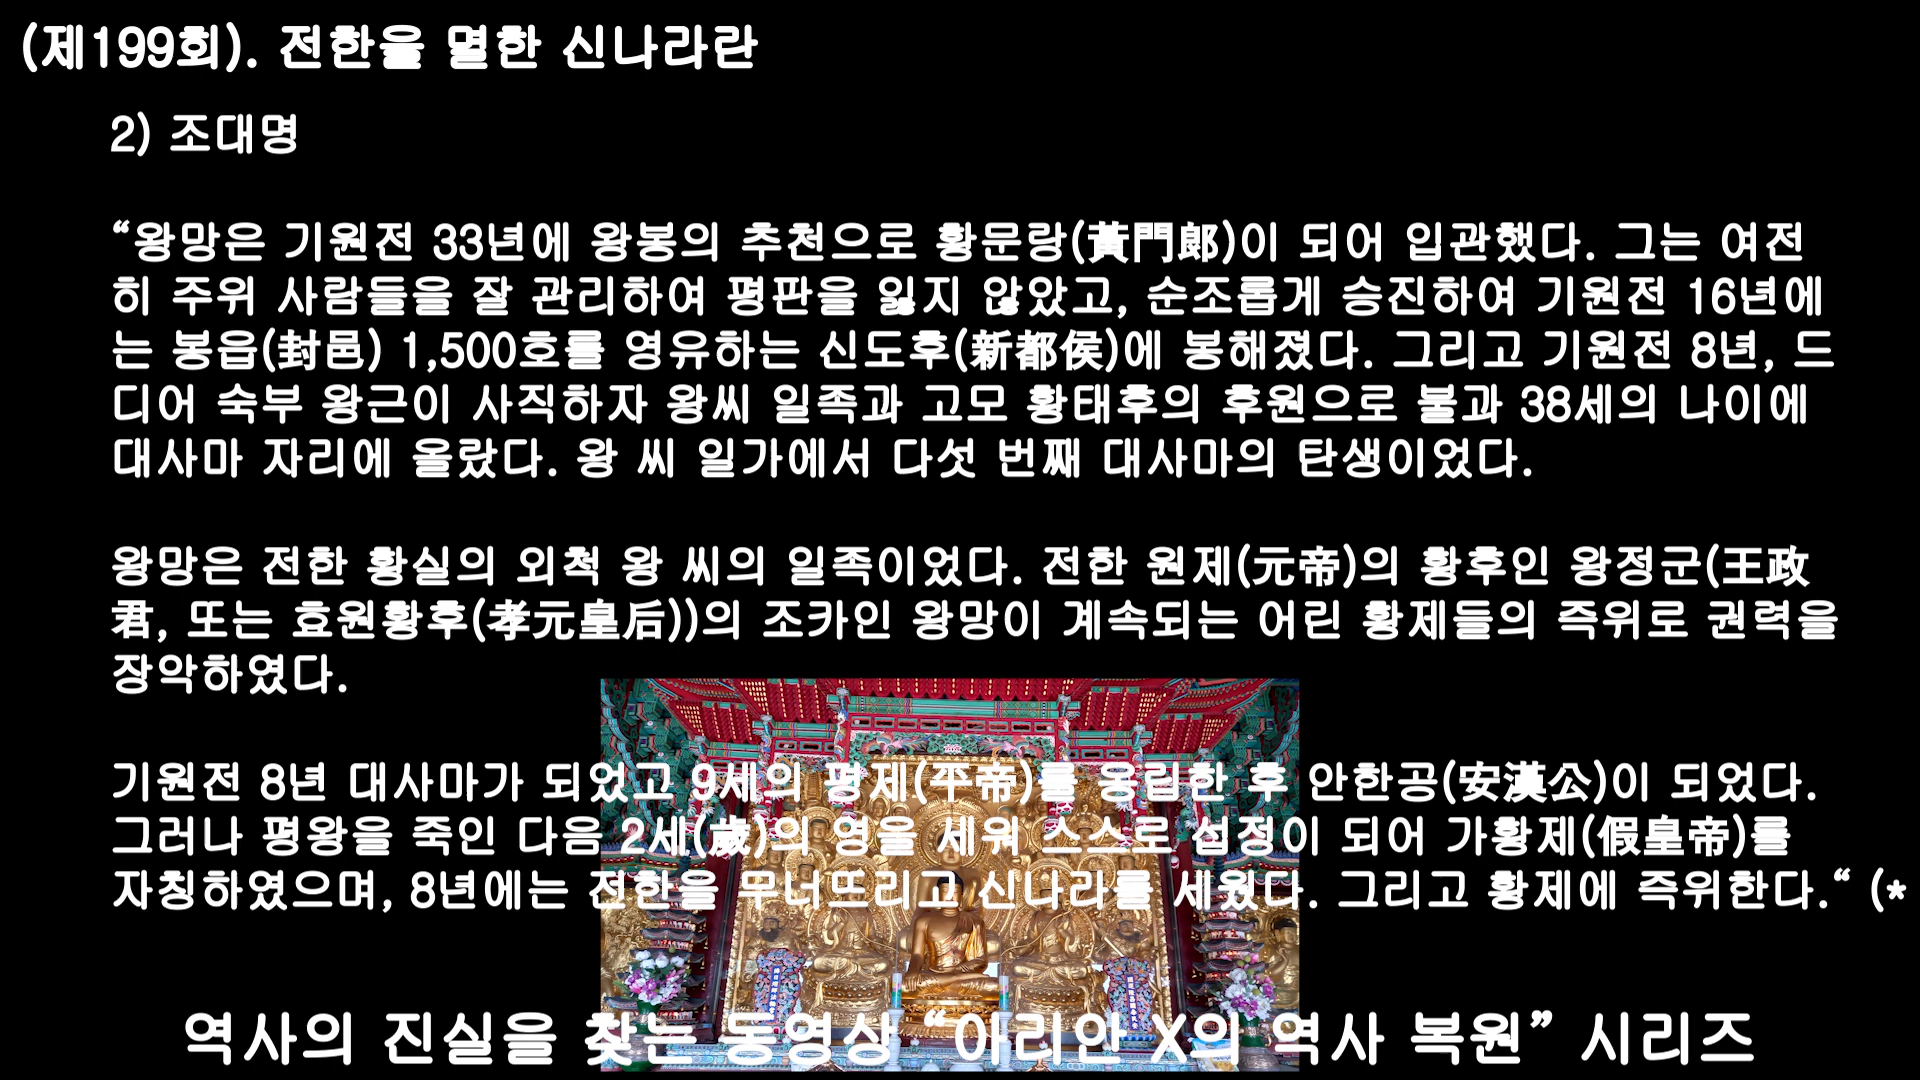 (제199회). 전한을 멸한 신나라란
2) 조대명
“왕망은 기원전 33년에 왕봉의 추천으로 황문랑(黃門郞)이 되어 입관했다. 그는 여전
히 주위 사람들을 잘 관리하여 평판을 잃지 않았고, 순조롭게 승진하여 기원전 16년에
는 봉읍(封邑) 1,500호를 영유하는 신도후(新都侯)에 봉해졌다. 그리고 기원전 8년, 드
디어 숙부 왕근이 사직하자 왕씨 일족과 고모 황태후의 후원으로 불과 38세의 나이에
대사마 자리에 올랐다. 왕 씨 일가에서 다섯 번째 대사마의 탄생이었다.
왕망은 전한 황실의 외척 왕 씨의 일족이었다. 전한 원제(元帝)의 황후인 왕정군(王政
君, 또는 효원황후(孝元皇后))의 조카인 왕망이 계속되는 어린 황제들의 즉위로 권력을
장악하였다.
기원전 8년 대사마가 되었고 9세의 평제(平帝)를 옹립한 후 안한공(安漢公)이 되었다.
그러나 평왕을 죽인 다음 2세(歲)의 영을 세워 스스로 섭정이 되어 가황제(假皇帝)를
자칭하였으며, 8년에는 전한을 무너뜨리고 신나라를 세웠다. 그리고 황제에 즉위한다.“ (*
역사의 진실을 찾는 동영상 “아리안 X의 역사 복원” 시리즈